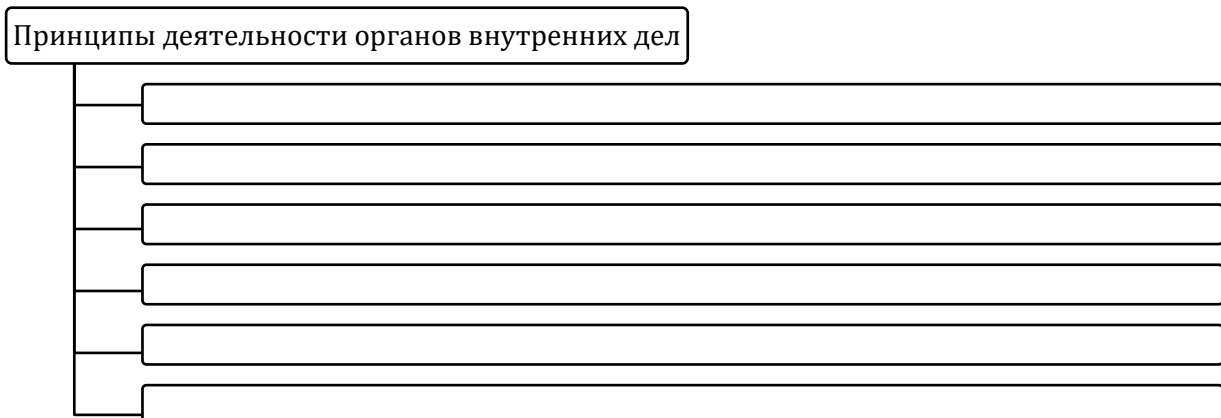 Принципы деятельности органов внутренних дел